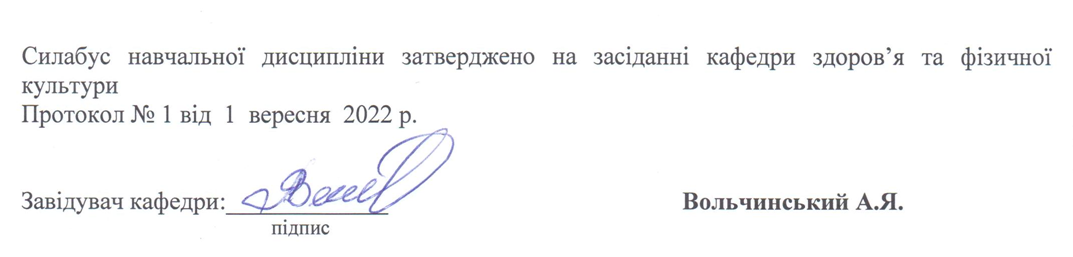 Силабус навчальної дисципліни затверджено на засіданні кафедри здоров’я та фізичної
культури
Протокол № 1 від 1 вересня 2022 р.
Завідувач кафедри: Вольчинський А.Я.
підпис